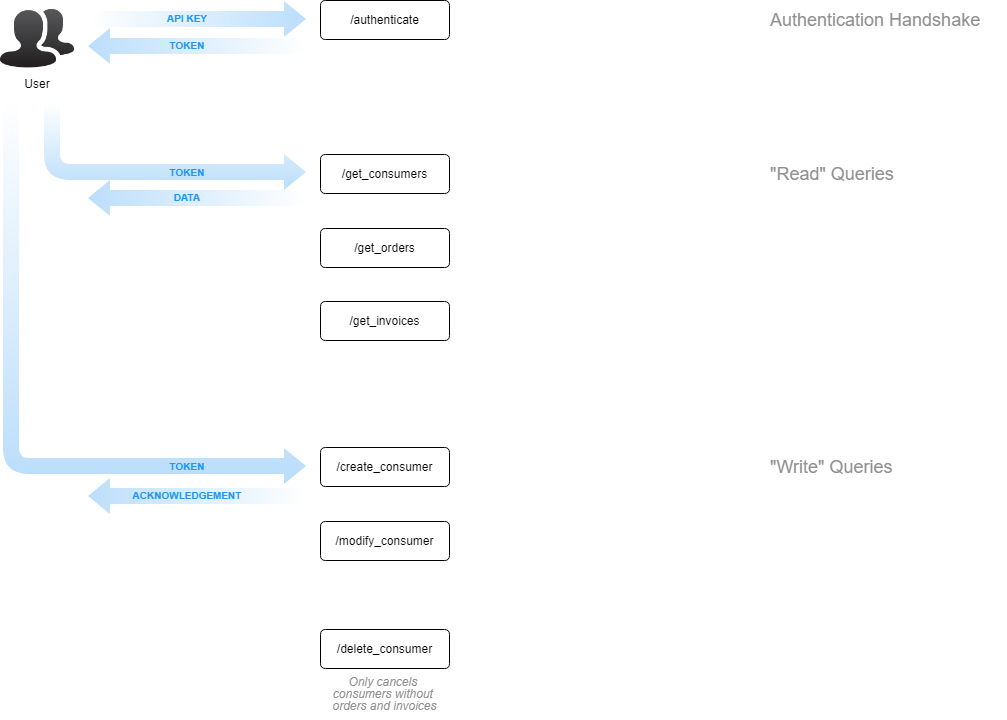 API KEY
/authenticate
Authentication Handshake
TOKEN
User
TOKEN
/get_consumers
"Read" Queries
DATA
/get_orders
/get_invoices
TOKEN
/create_consumer
"Write" Queries
ACKNOWLEDGEMENT
/modify_consumer
/delete_consumer
Only cancels
consumers without
orders and invoices